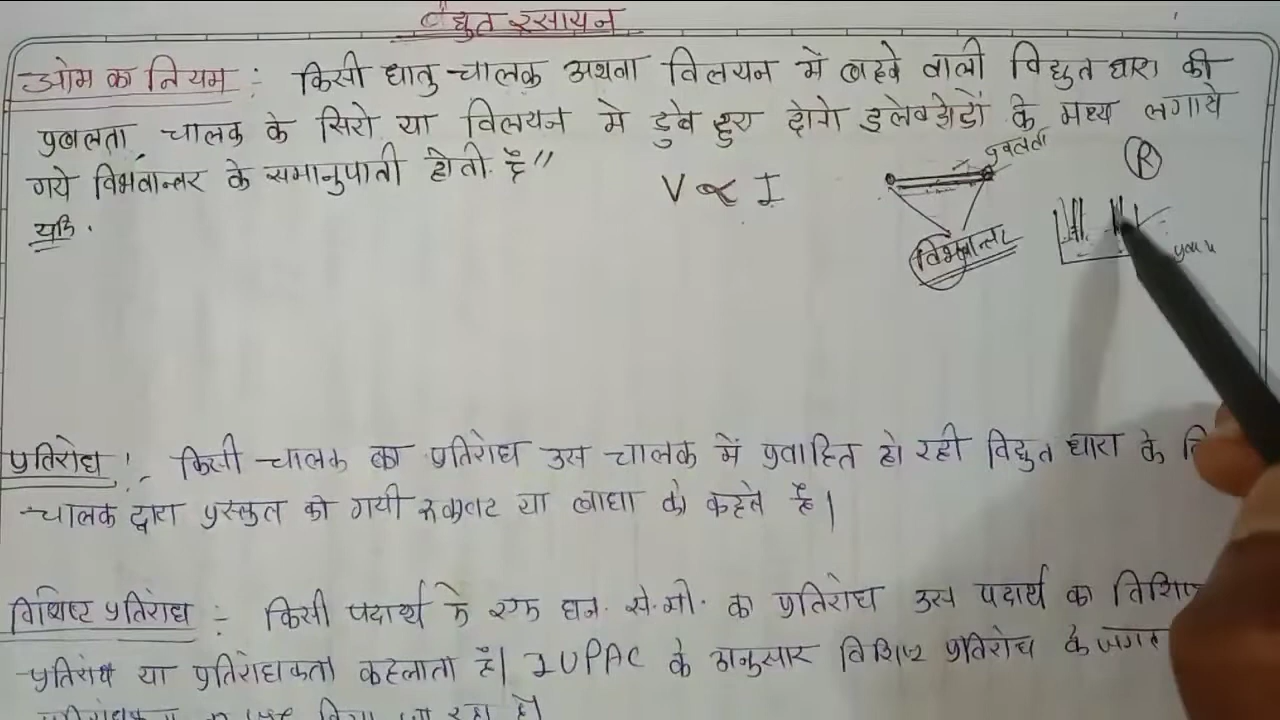 विद्युत रसायन
ओम का नियम : किसी धातु चालक अथवा विलयन में बहने वाली विद्युत धारा की
प्रबलता चालक के सिरो या विलयन मे डुबे हुए दोनो इलेक्ट्रोडों के मध्य लगाये
गये विभवान्तर के समानुपाती होती है"
यदि.
V ∝ I
प्रबलता
विभवान्तर
R
प्रतिरोध :- किसी चालक का प्रतिरोध उस चालक में प्रवाहित हो रही विद्युत धारा के
चालक द्वारा प्रस्तुत की गयी रुकावट या बाधा को कहते है।
विशिष्ट प्रतिरोध :- किसी पदार्थ के एक घन से.मी. का प्रतिरोध उस पदार्थ का विशिष्ट
प्रतिरोध या प्रतिरोधकता कहलाता है। IUPAC के अनुसार विशिष्ट प्रतिरोध के जगह
किया जा रहा है।